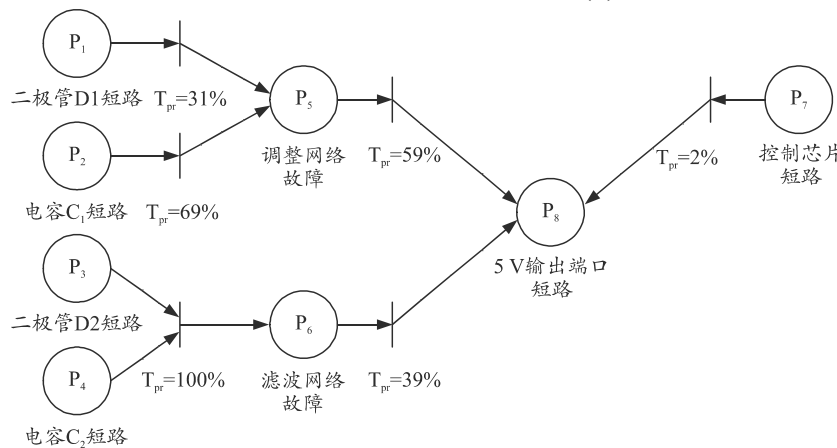 P₁
二极管D1短路
Tₚᵣ=31%
P₂
电容C₁短路
Tₚᵣ=69%
P₃
二极管D2短路
P₄
电容C₂短路
Tₚᵣ=100%
P₅
调整网络
故障
Tₚᵣ=59%
P₆
滤波网络
故障
Tₚᵣ=39%
P₇
控制芯片
短路
Tₚᵣ=2%
P₈
5 V输出端口
短路